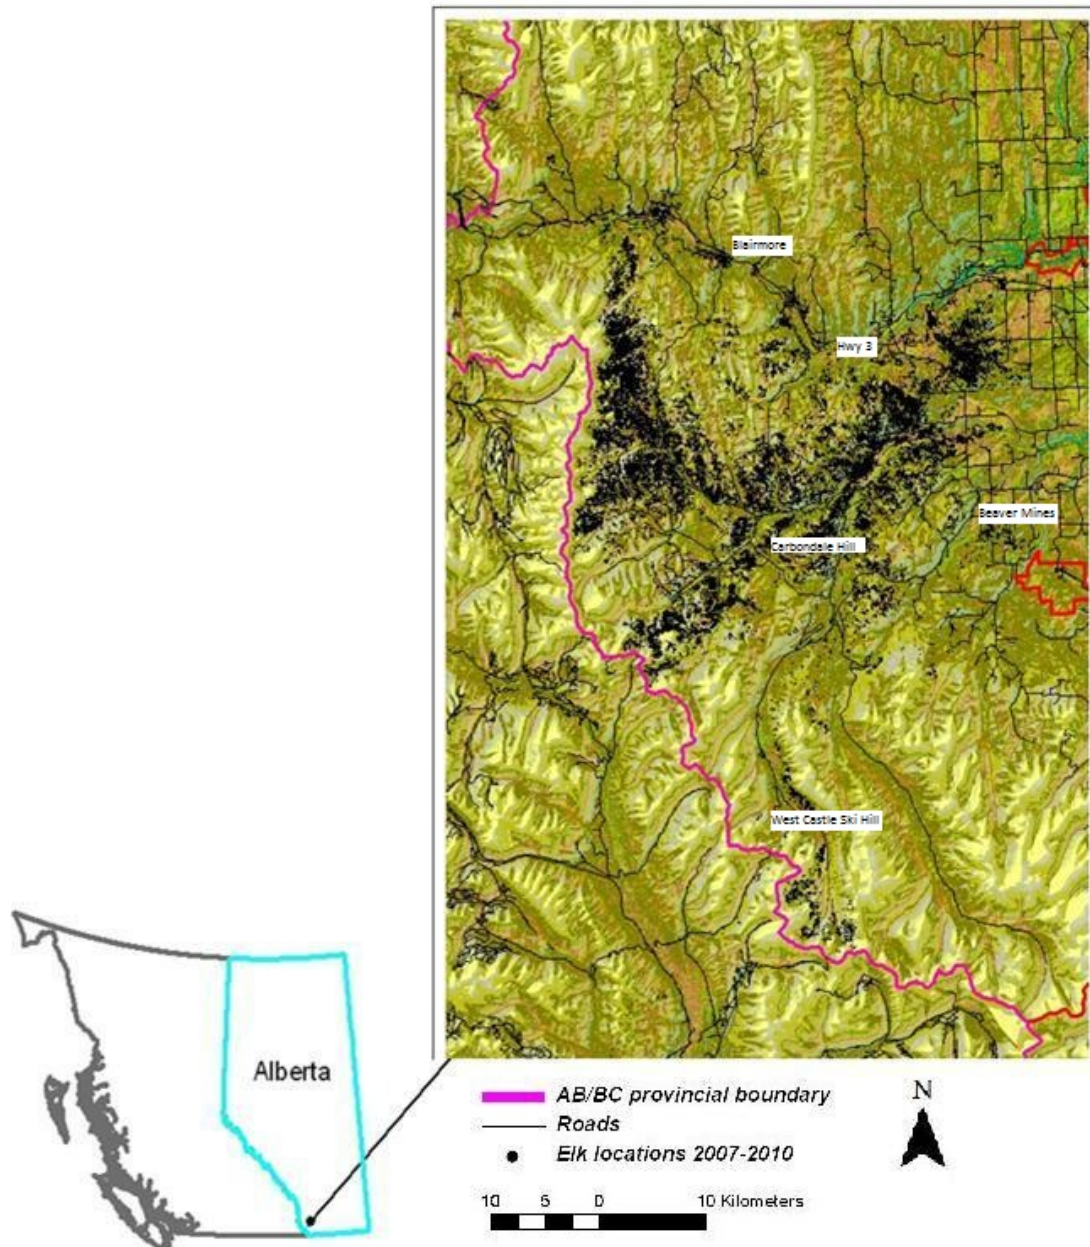 Blairmore
Hwy 3
Beaver Mines
Carbondale Hill
West Castle Ski Hill
Alberta
AB/BC provincial boundary
Roads
Elk locations 2007-2010
N
10 5 0 10 Kilometers